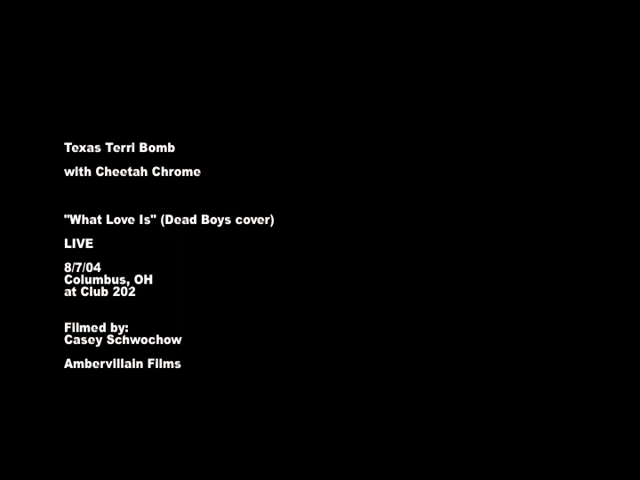 Texas Terri Bomb
with Cheetah Chrome
"What Love Is" (Dead Boys cover)
LIVE
8/7/04
Columbus, OH
at Club 202
Filmed by:
Casey Schwochow
Ambervillain Films